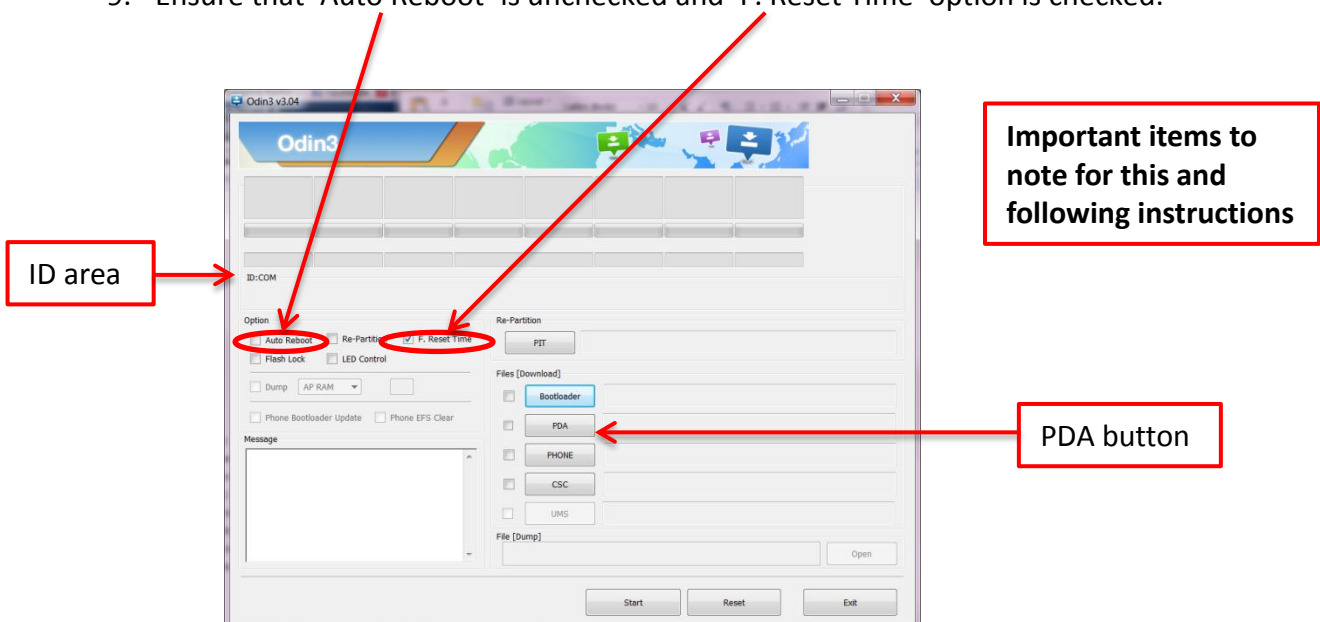 9. Ensure that 'Auto Reboot' is unchecked and 'F. Reset Time' option is checked.
Odin3 v3.04
Odin3
Important items to
note for this and
following instructions
ID area
ID:COM
Option
Auto Reboot
Re-Partition
F. Reset Time
Flash Lock
LED Control
Dump
AP RAM
Phone Bootloader Update
Phone EFS Clear
Message
Re-Partition
PIT
Files [Download]
Bootloader
PDA
PHONE
CSC
UMS
PDA button
File [Dump]
Open
Start
Reset
Exit